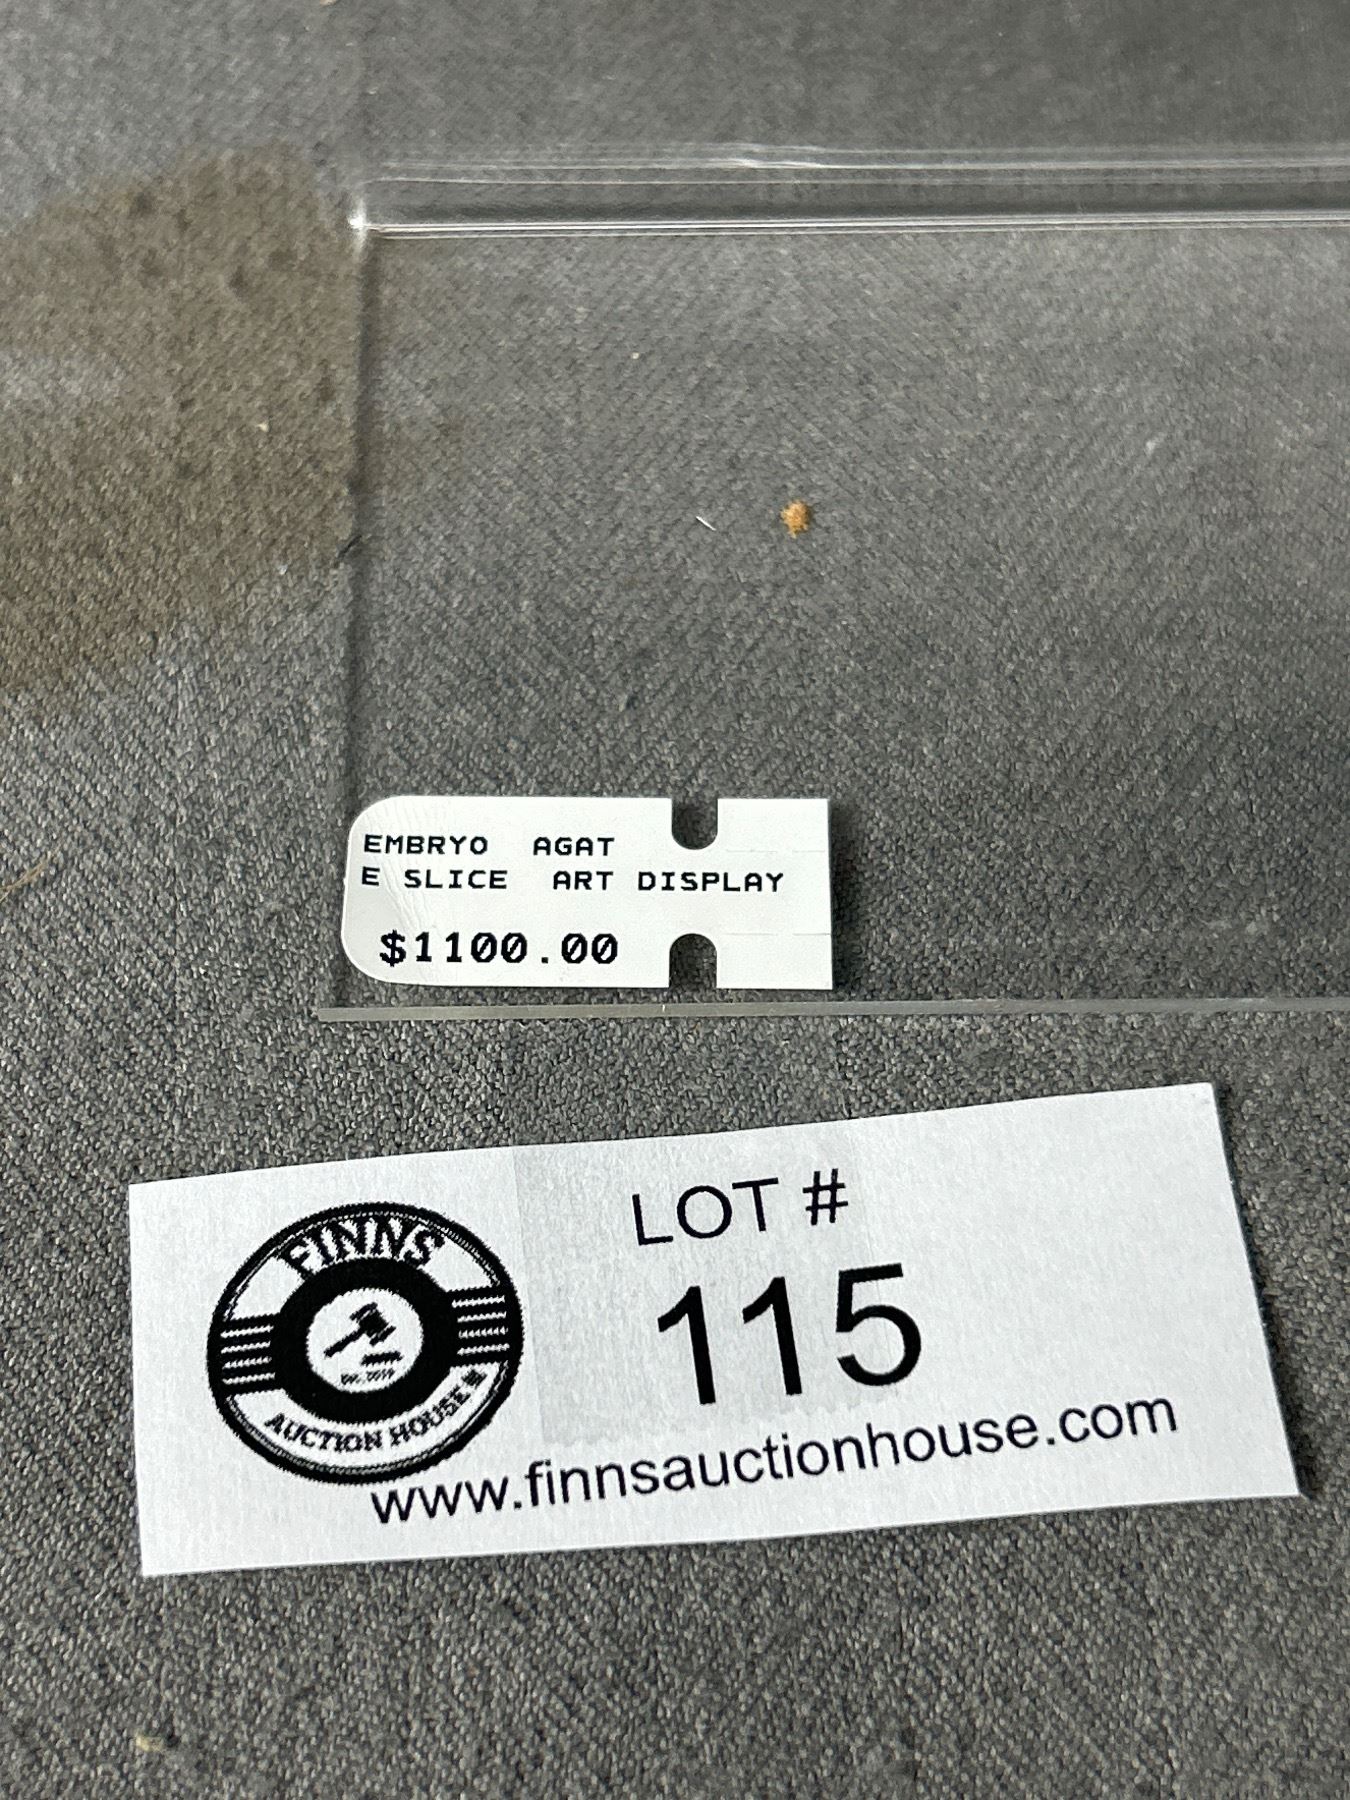 EMBRYO AGAT
E SLICE ART DISPLAY
$1100.00
LOT #
115
FINNS
AUCTION HOUSE
www.finnsauctionhouse.com